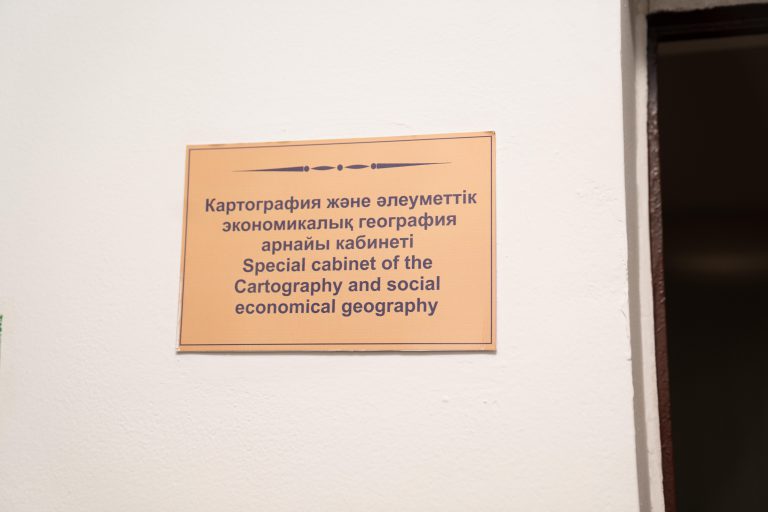 Картография және әлеуметтік
экономикалық география
арнайы кабинеті
Special cabinet of the
Cartography and social
economical geography